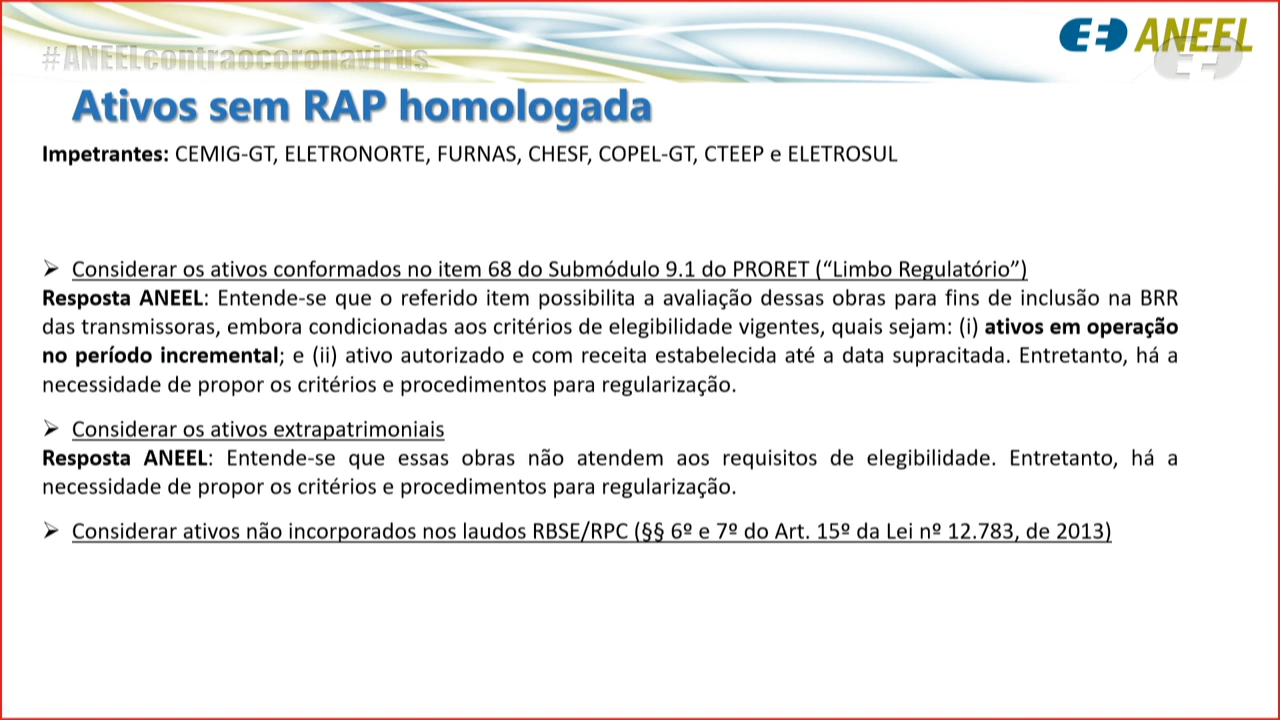 #ANEELcontraocoronavirus
ANEEL
Ativos sem RAP homologada
Impetrantes: CEMIG-GT, ELETRONORTE, FURNAS, CHESF, COPEL-GT, CTEEP e ELETROSUL
➢ Considerar os ativos conformados no item 68 do Submódulo 9.1 do PRORET (“Limbo Regulatório”)
Resposta ANEEL: Entende-se que o referido item possibilita a avaliação dessas obras para fins de inclusão na BRR
das transmissoras, embora condicionadas aos critérios de elegibilidade vigentes, quais sejam: (i) ativos em operação
no período incremental; e (ii) ativo autorizado e com receita estabelecida até a data supracitada. Entretanto, há a
necessidade de propor os critérios e procedimentos para regularização.
➢ Considerar os ativos extrapatrimoniais
Resposta ANEEL: Entende-se que essas obras não atendem aos requisitos de elegibilidade. Entretanto, há a
necessidade de propor os critérios e procedimentos para regularização.
➢ Considerar ativos não incorporados nos laudos RBSE/RPC (§§ 6º e 7º do Art. 15º da Lei nº 12.783, de 2013)